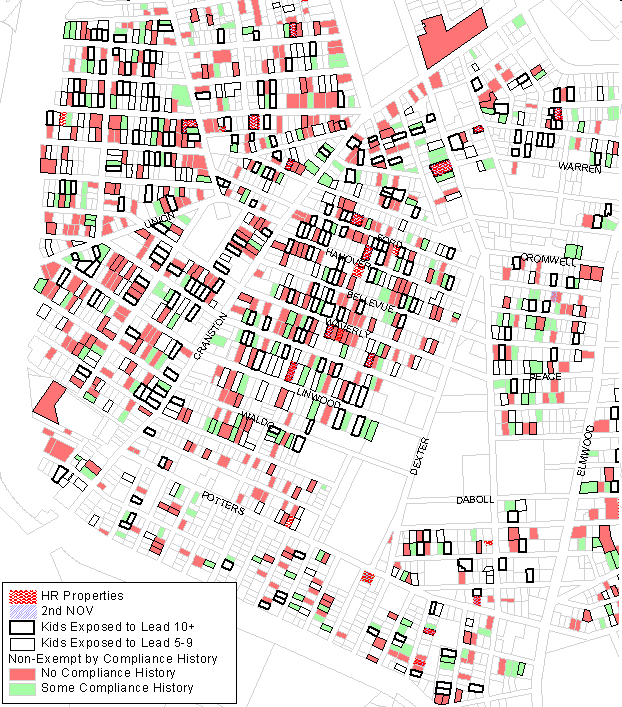 WARREN
UNION
FORD
HANOVER
CROMWELL
BELLEVUE
WAVERLY
CRANSTON
PEACE
LINWOOD
WALDO
DEXTER
ELMWOOD
POTTERS
DABOLL
HR Properties
2nd NOV
Kids Exposed to Lead 10+
Kids Exposed to Lead 5-9
Non-Exempt by Compliance History
No Compliance History
Some Compliance History